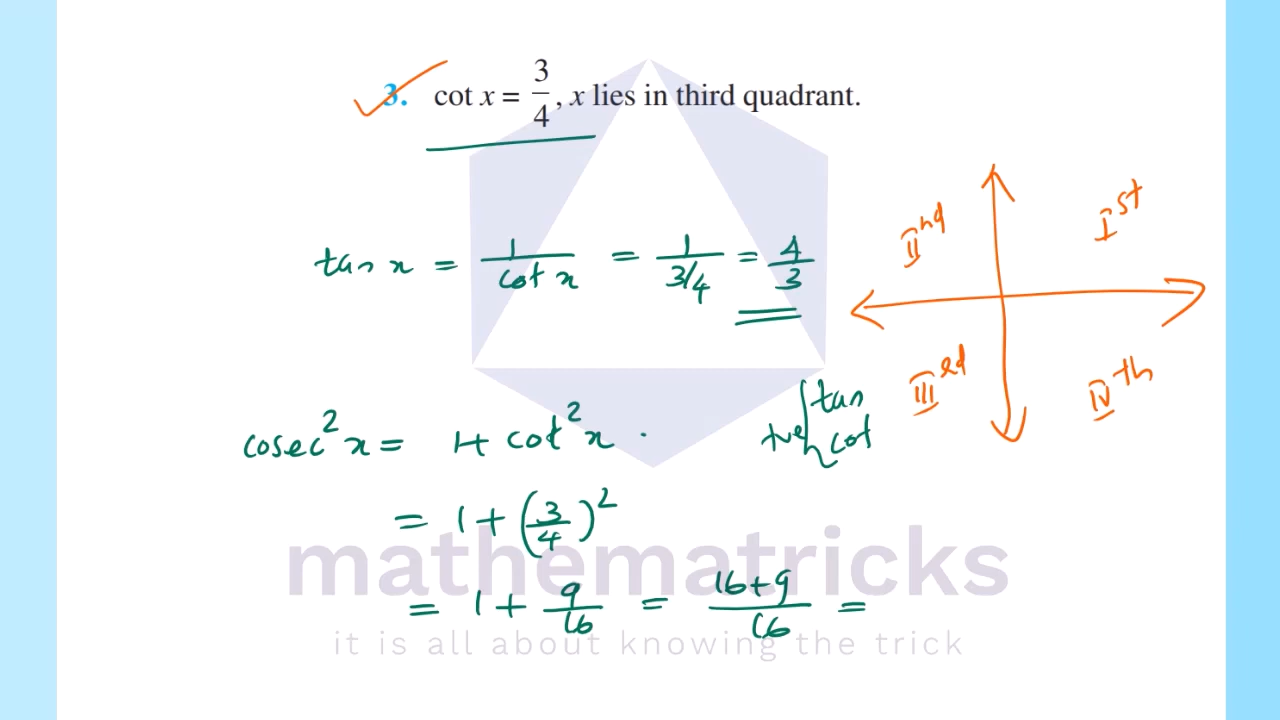 3. cot x = 3/4, x lies in third quadrant.
tan x = 1/cot x = 1/(3/4) = 4/3
IInd Ist
IIIrd IVth
cosec²x = 1+ cot²x .
+ve { tan cot
= 1 + (3/4)²
= 1 + 9/16 = 16+9/16 =
mathematricks
it is all about knowing the trick